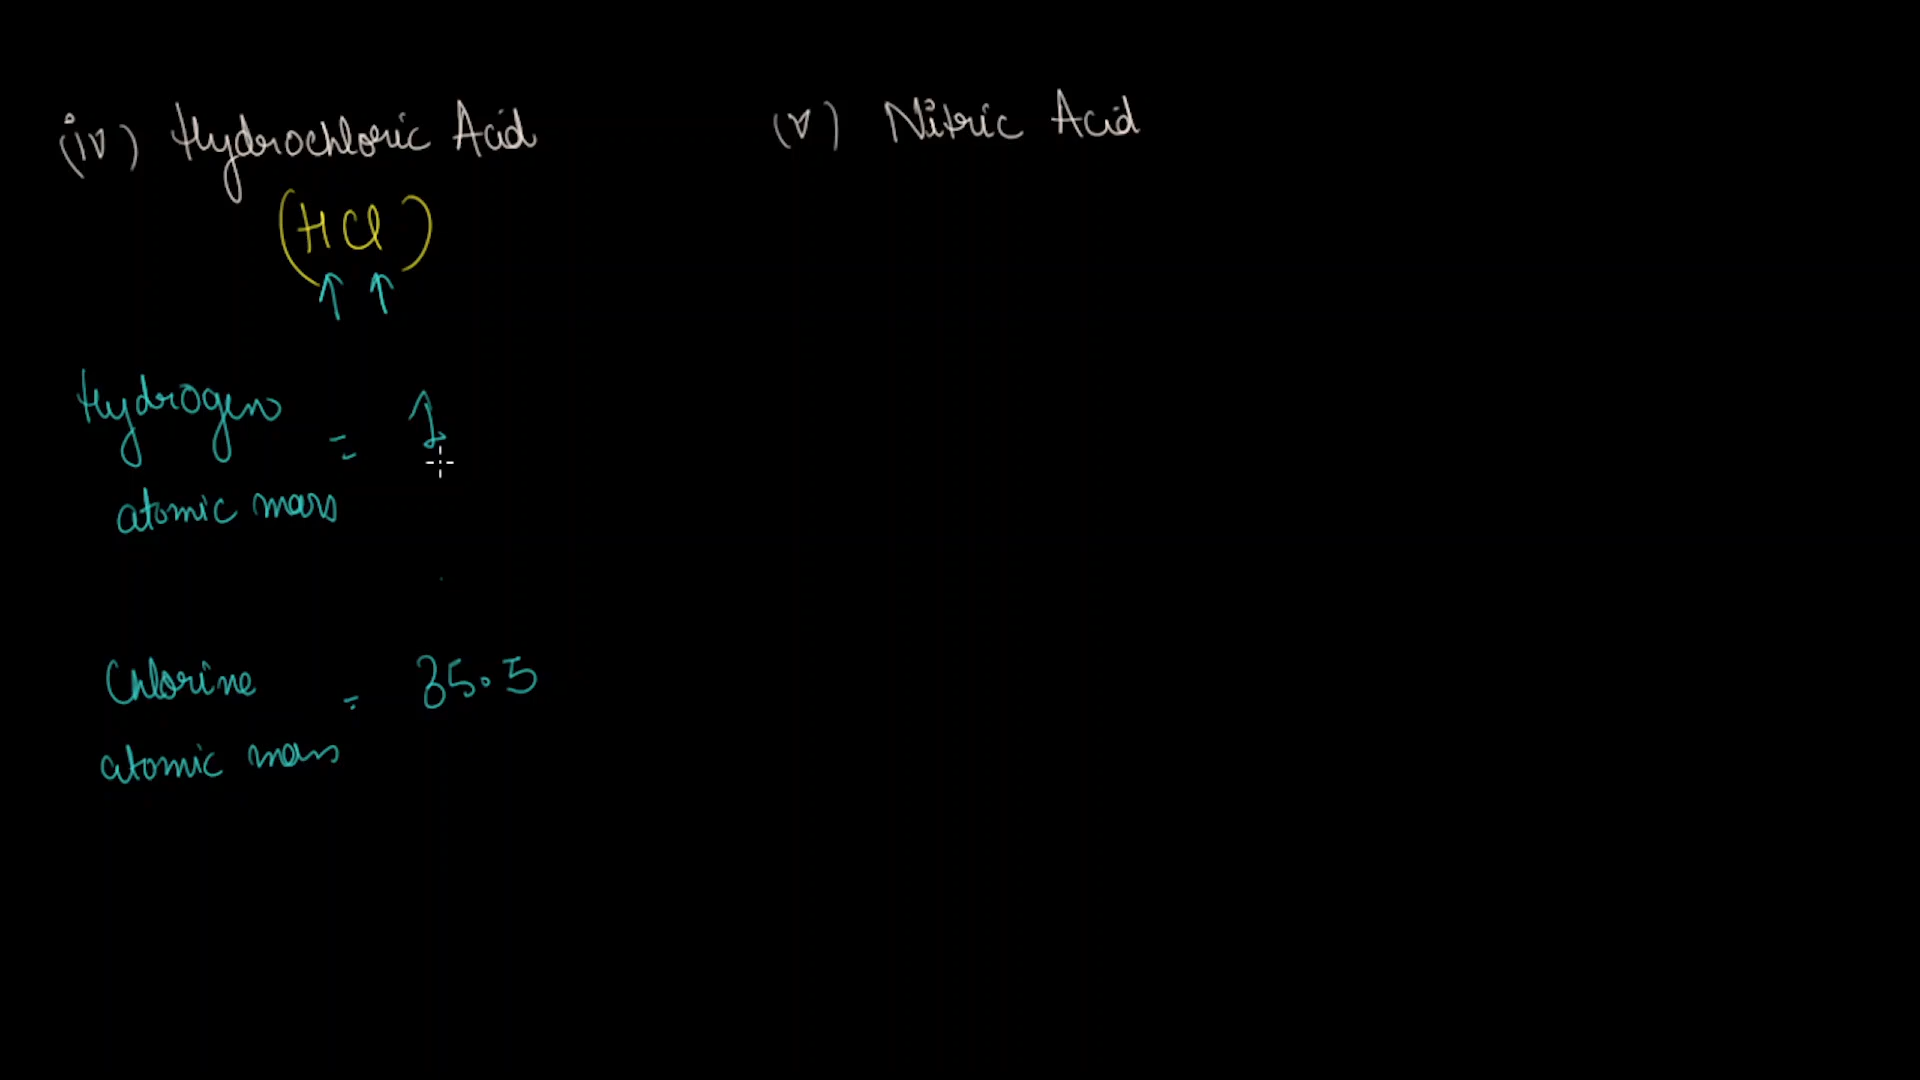 (iv) Hydrochloric Acid
(HCl)
Hydrogen
= 1
atomic mass
Chlorine
= 35.5
atomic mass
(v) Nitric Acid